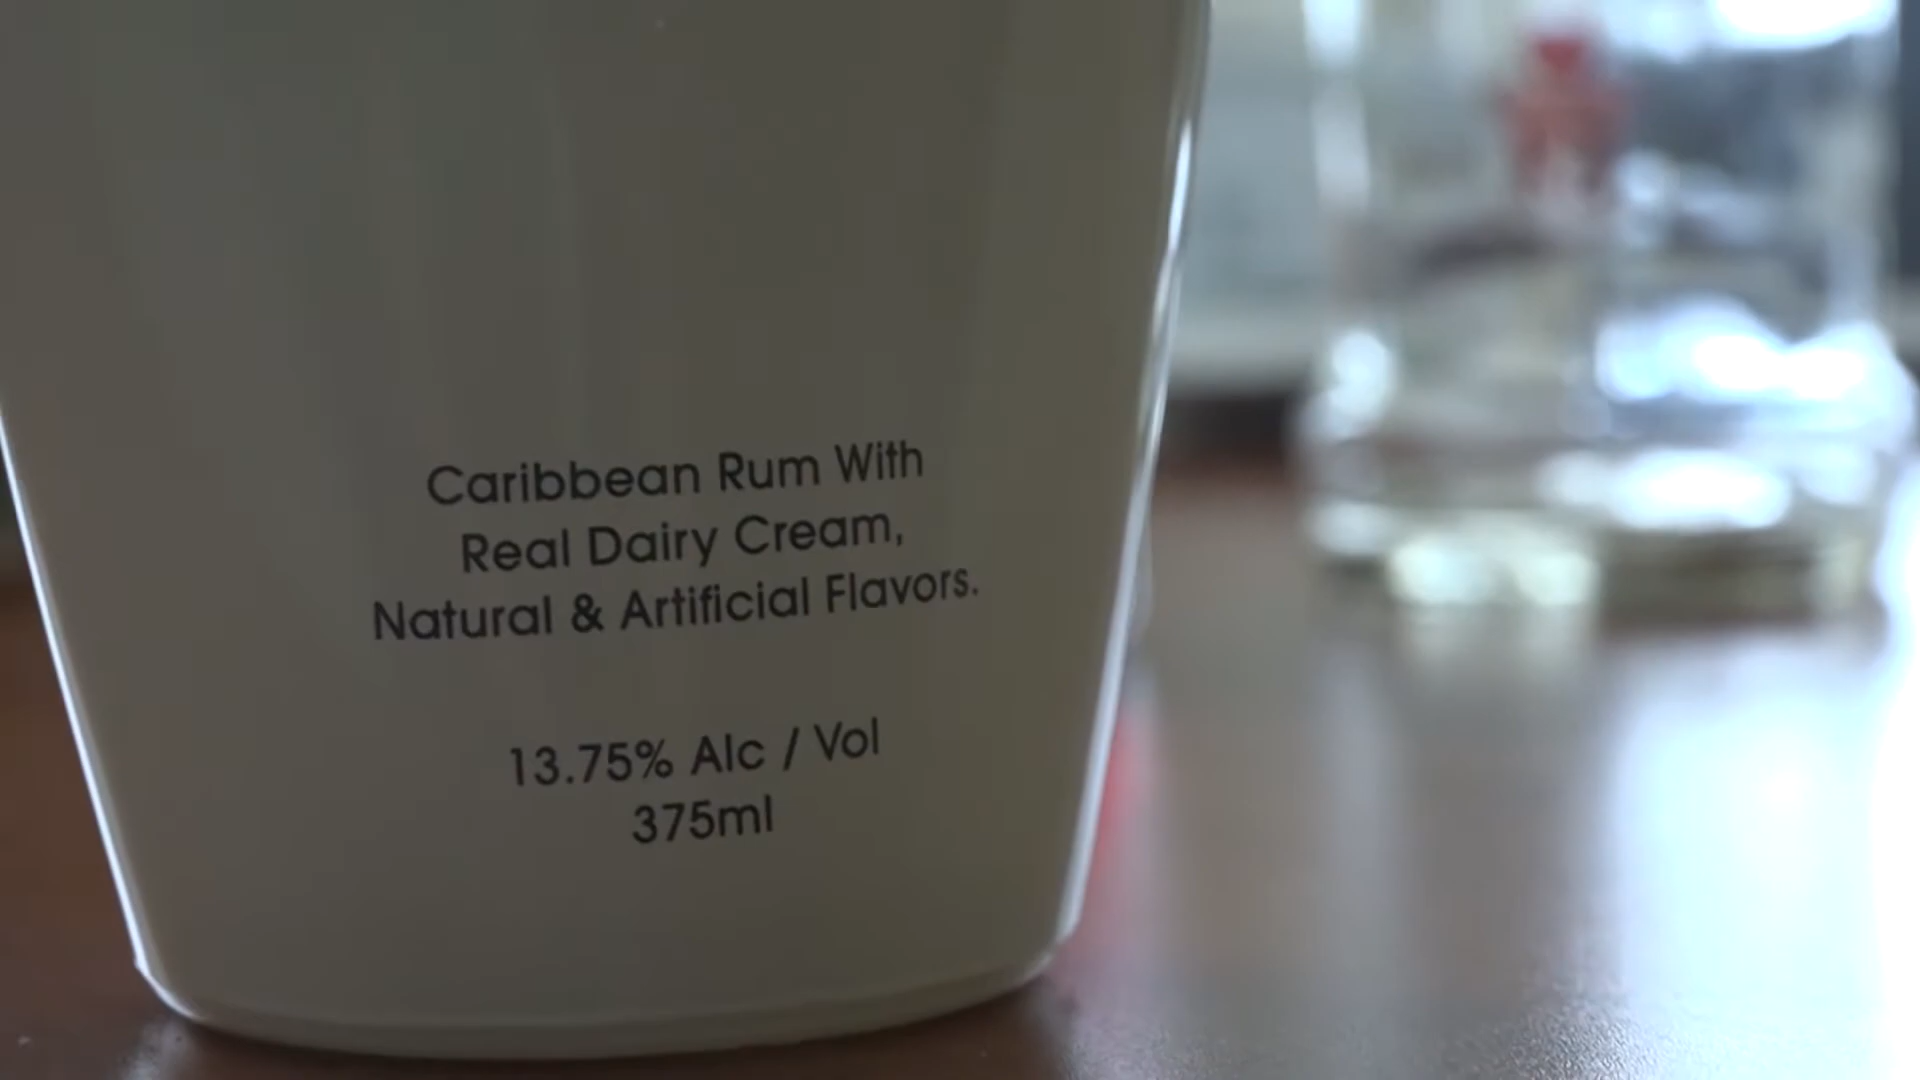 Caribbean Rum With
Real Dairy Cream,
Natural & Artificial Flavors.
13.75% Alc / Vol
375ml